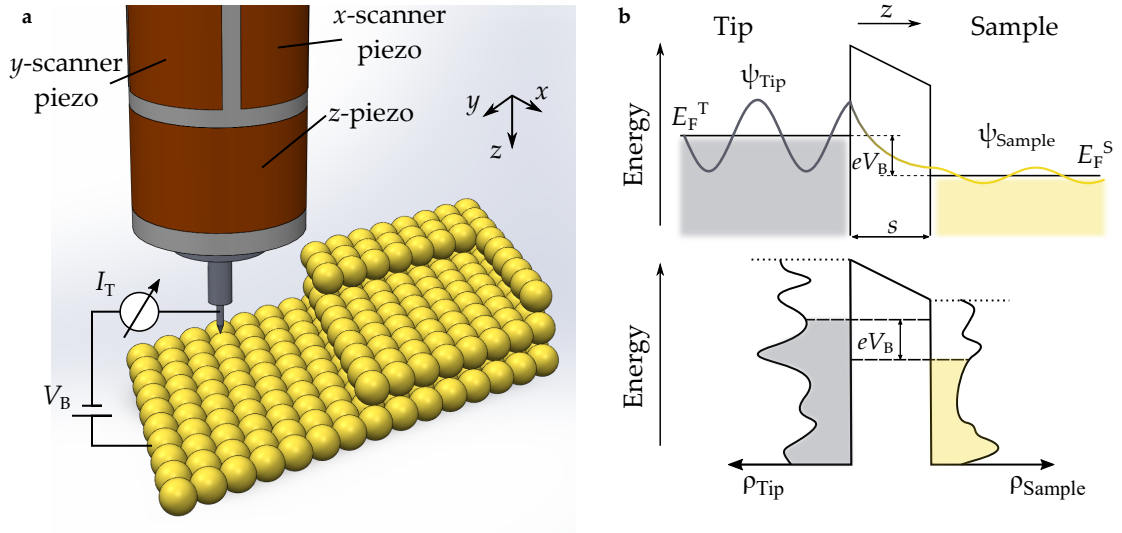 a
x-scanner
piezo
y-scanner
piezo
z-piezo
y
x
z
I_T
V_B
b
z
Tip
Sample
Energy
ψ_Tip
E_F^T
ψ_Sample
eV_B
E_F^S
s
Energy
eV_B
ρ_Tip
ρ_Sample